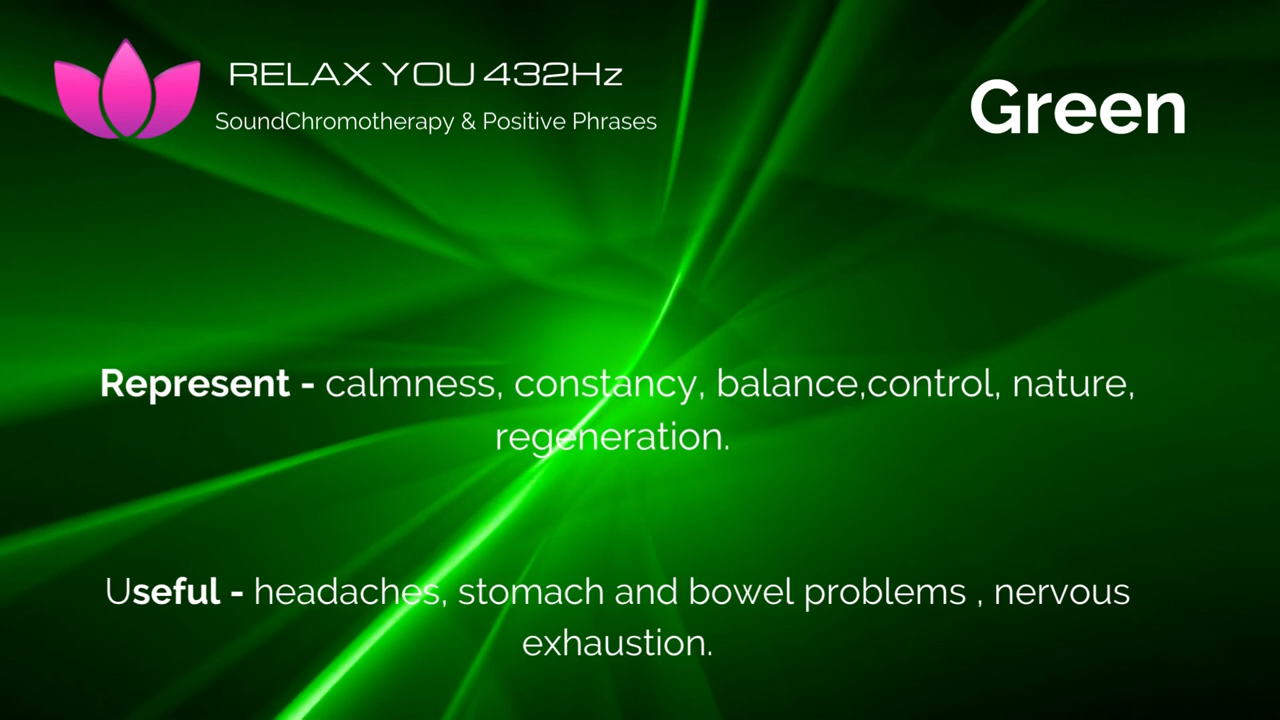 RELAX YOU 432Hz
SoundChromotherapy & Positive Phrases
Green
Represent - calmness, constancy, balance,control, nature,
regeneration.
Useful - headaches, stomach and bowel problems , nervous
exhaustion.